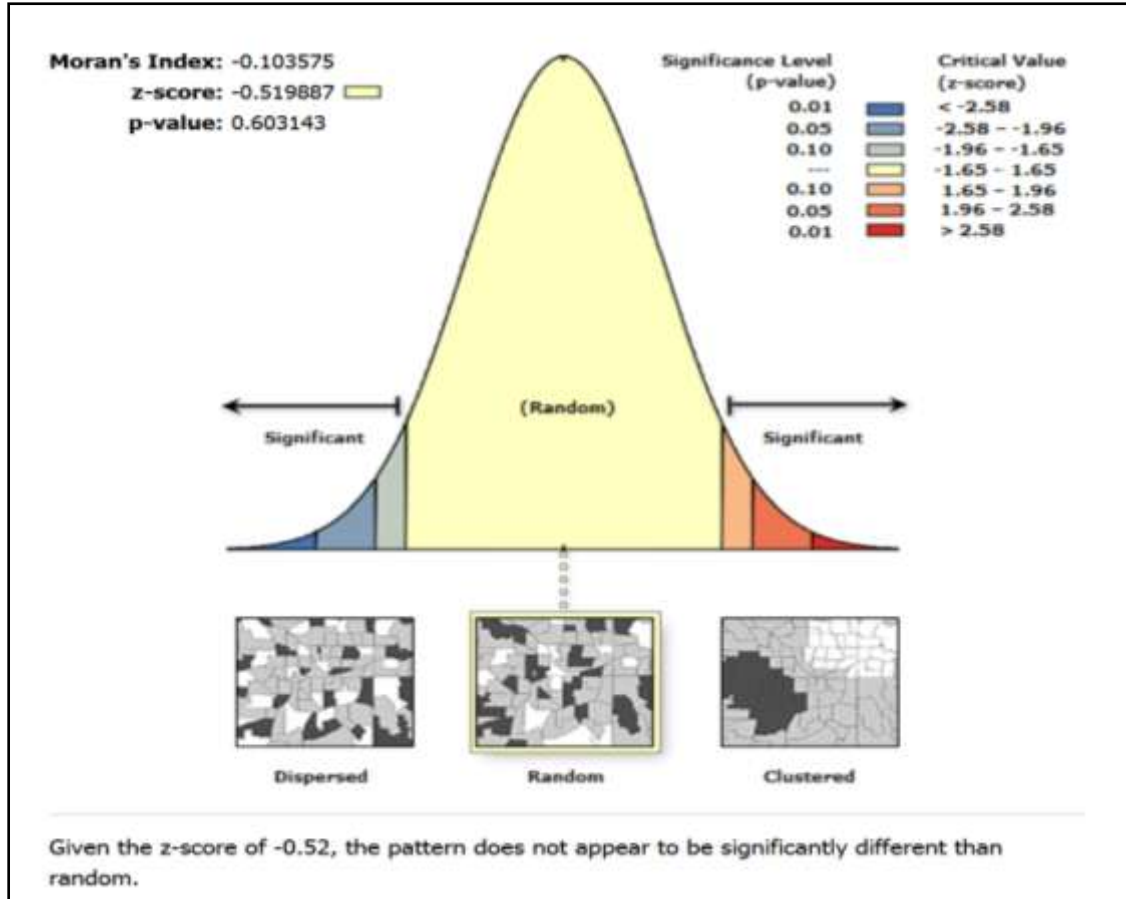 Moran's Index: -0.103575
z-score: -0.519887
p-value: 0.603143
Significance Level
(p-value)
Critical Value
(z-score)
0.01 < -2.58
0.05 -2.58 – -1.96
0.10 -1.96 – -1.65
--- -1.65 – 1.65
0.10 1.65 – 1.96
0.05 1.96 – 2.58
0.01 > 2.58
(Random)
Significant
Significant
Dispersed
Random
Clustered
Given the z-score of -0.52, the pattern does not appear to be significantly different than
random.